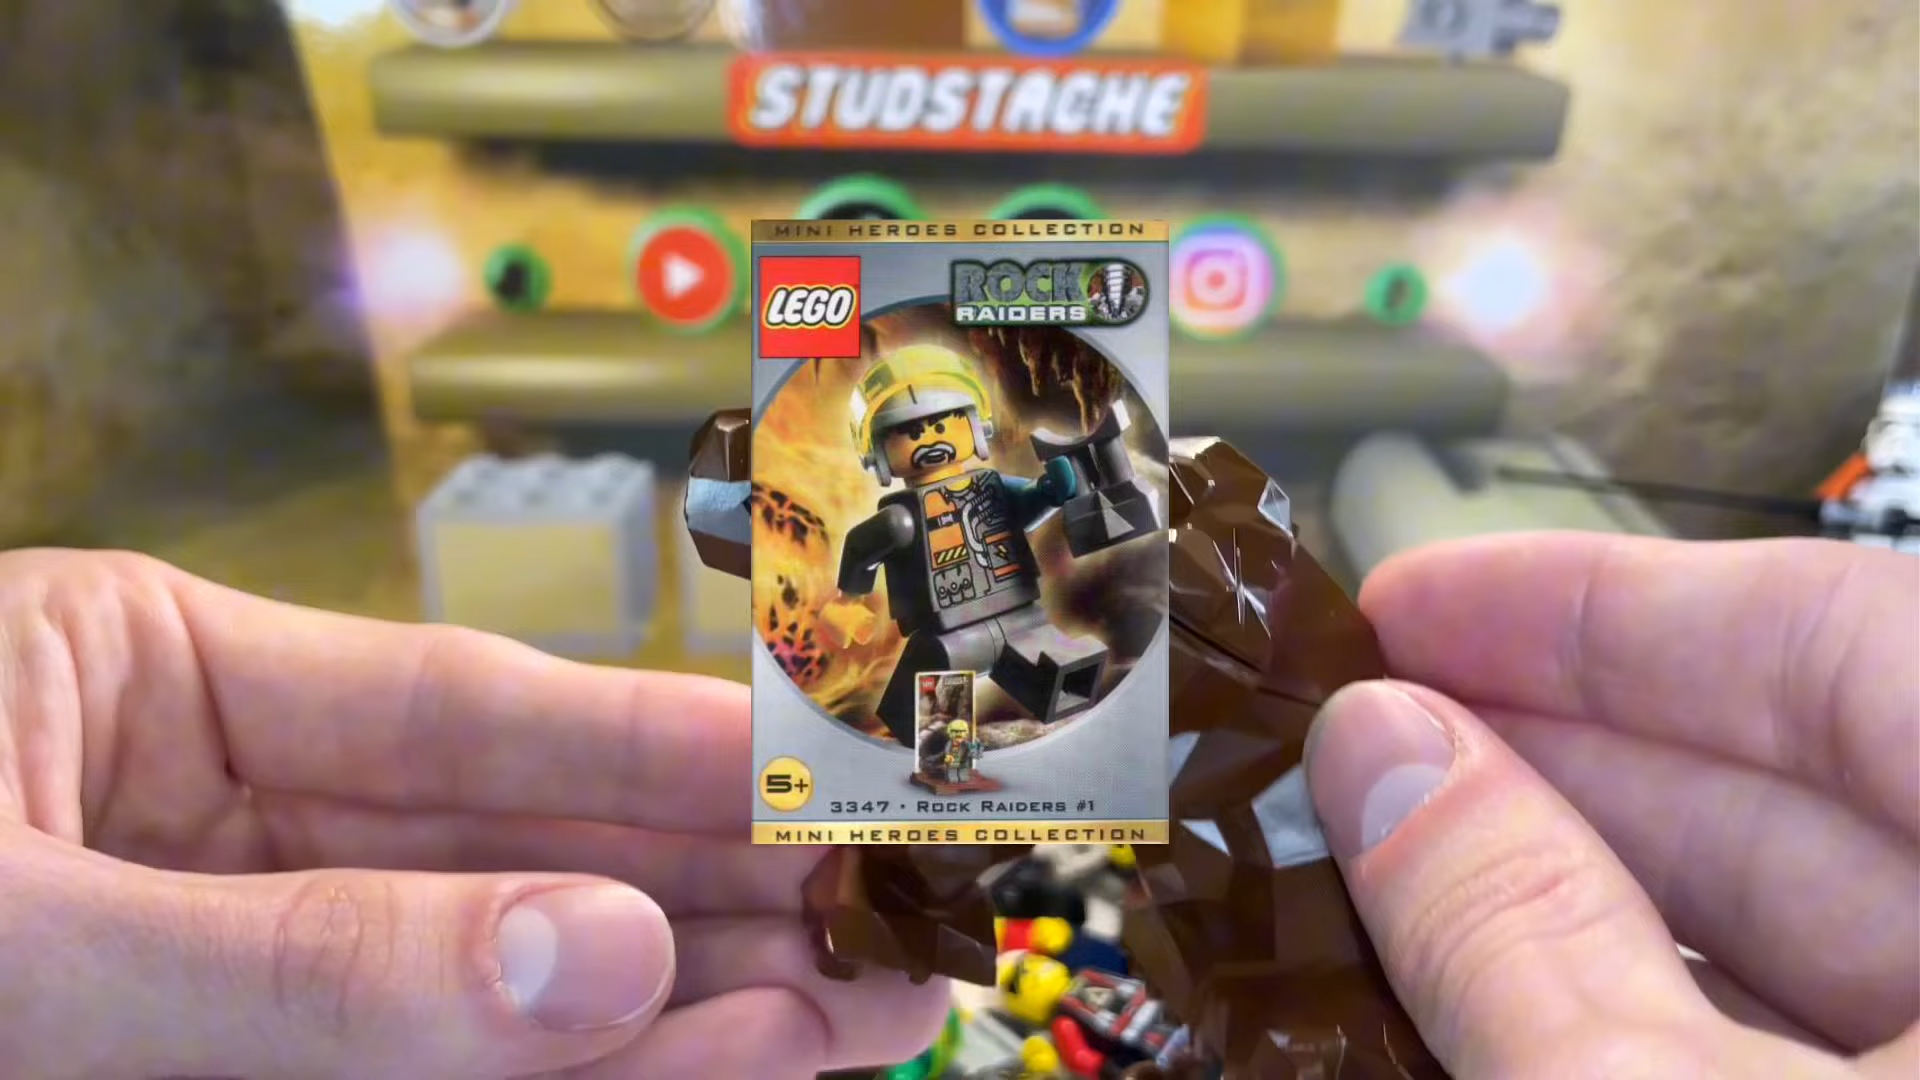 STUDSTACHE
MINI HEROES COLLECTION
LEGO
ROCK
RAIDERS
5+
3347 · ROCK RAIDERS #1
MINI HEROES COLLECTION